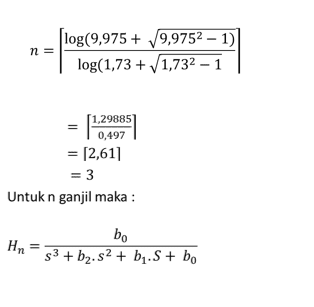 n = ⌈log(9,975 + √(9,975² − 1)) / log(1,73 + √(1,73² − 1)⌉
= ⌈1,29885 / 0,497⌉
= ⌈2,61⌉
= 3
Untuk n ganjil maka :
Hₙ = b₀ / (s³ + b₂. s² + b₁. S + b₀)